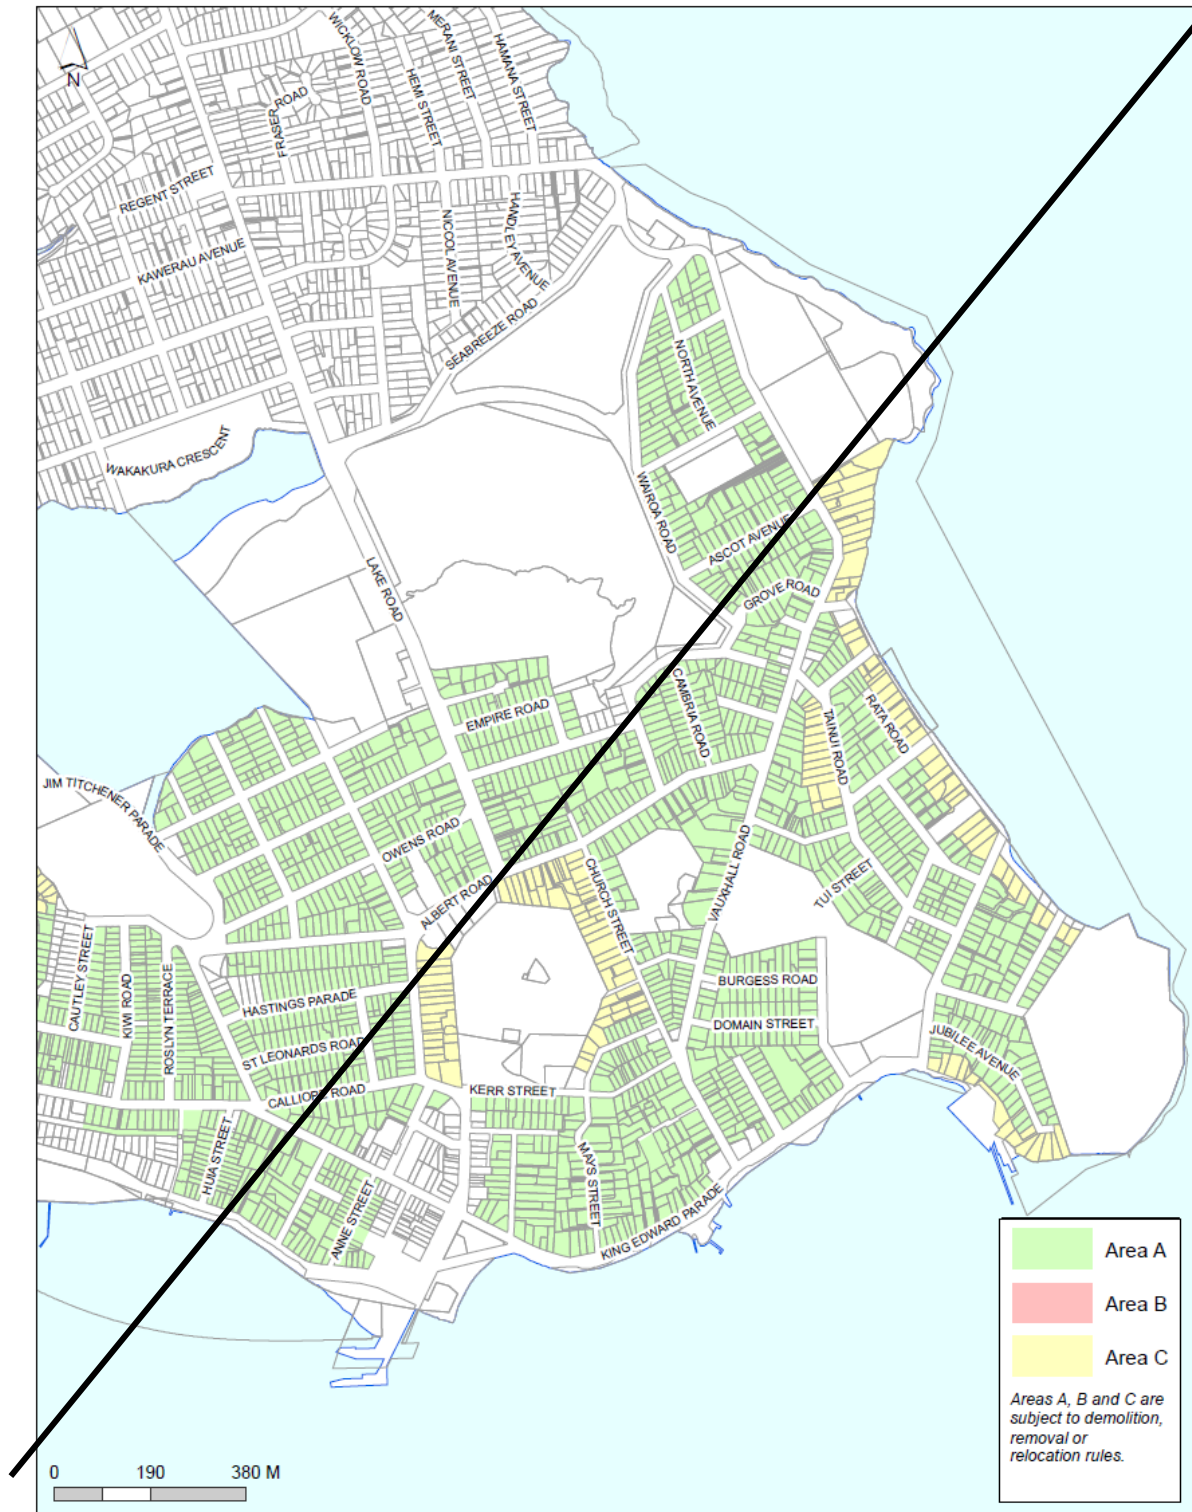 WICKLOW ROAD
MERANI STREET
HAMANA STREET
HEMI STREET
FRASER ROAD
N
REGENT STREET
NICCOL AVENUE
HANDLEY AVENUE
KAWERAU AVENUE
SEABREEZE ROAD
NORTH AVENUE
WAKAKURA CRESCENT
WAIROA ROAD
ASCOT AVENUE
LAKE ROAD
GROVE ROAD
CAMBRIA ROAD
RATA ROAD
EMPIRE ROAD
TAINUI ROAD
JIM TITCHENER PARADE
OWENS ROAD
VAUXHALL ROAD
TUI STREET
ALBERT ROAD
CHURCH STREET
CAUTLEY STREET
KIWI ROAD
ROSLYN TERRACE
HASTINGS PARADE
BURGESS ROAD
DOMAIN STREET
JUBILEE AVENUE
ST LEONARDS ROAD
CALLIOPE ROAD
KERR STREET
HUIA STREET
MAYS STREET
ANNE STREET
KING EDWARD PARADE
Area A
Area B
Area C
Areas A, B and C are
subject to demolition,
removal or
relocation rules.
0 190 380 M